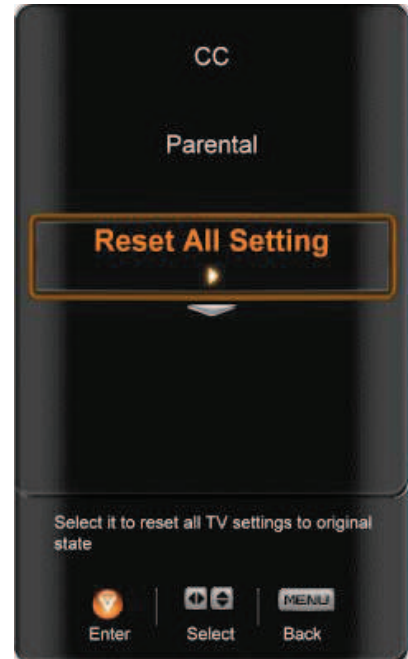 CC
Parental
Reset All Setting
Select it to reset all TV settings to original
state
MENU
Enter Select Back